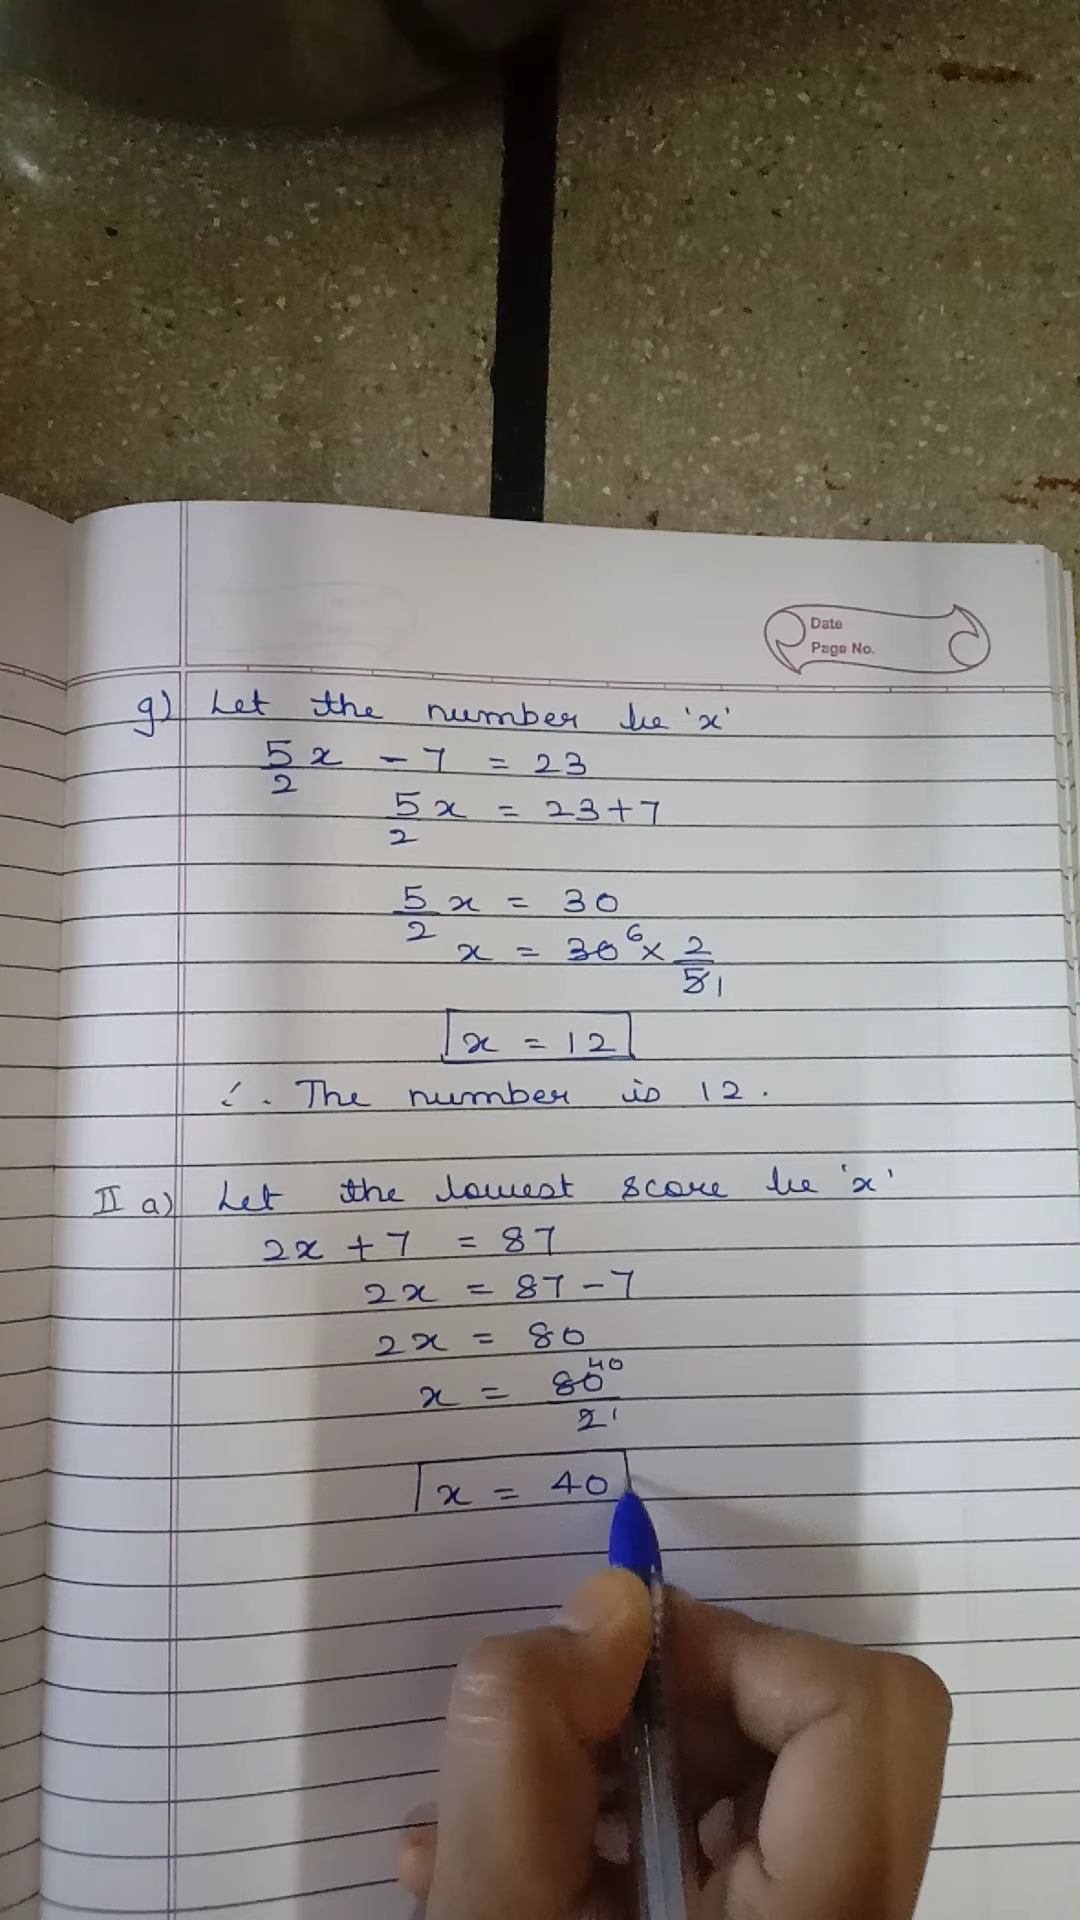 Date
Page No.
g) Let the number be 'x'
5/2 x - 7 = 23
5/2 x = 23+7
5/2 x = 30
x = 30 6 × 2/5 1
x = 12
∴ The number is 12.
II a) Let the lowest score be 'x'
2x + 7 = 87
2x = 87 - 7
2x = 80
x = 80 40 / 2 1
x = 40